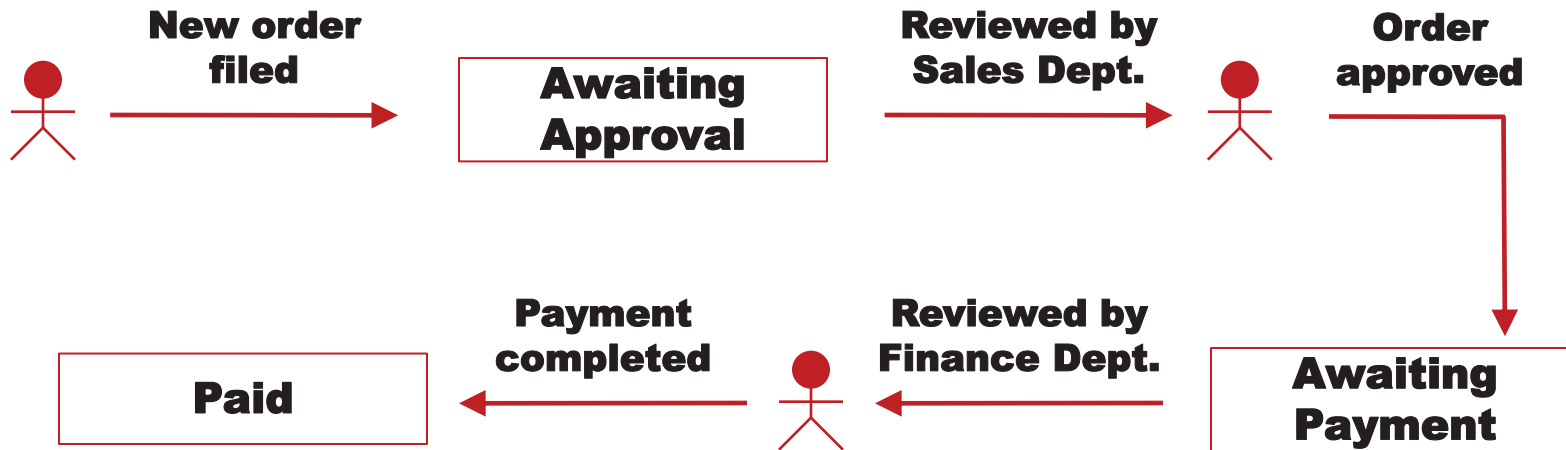 New order
filed
Awaiting
Approval
Reviewed by
Sales Dept.
Order
approved
Awaiting
Payment
Reviewed by
Finance Dept.
Payment
completed
Paid